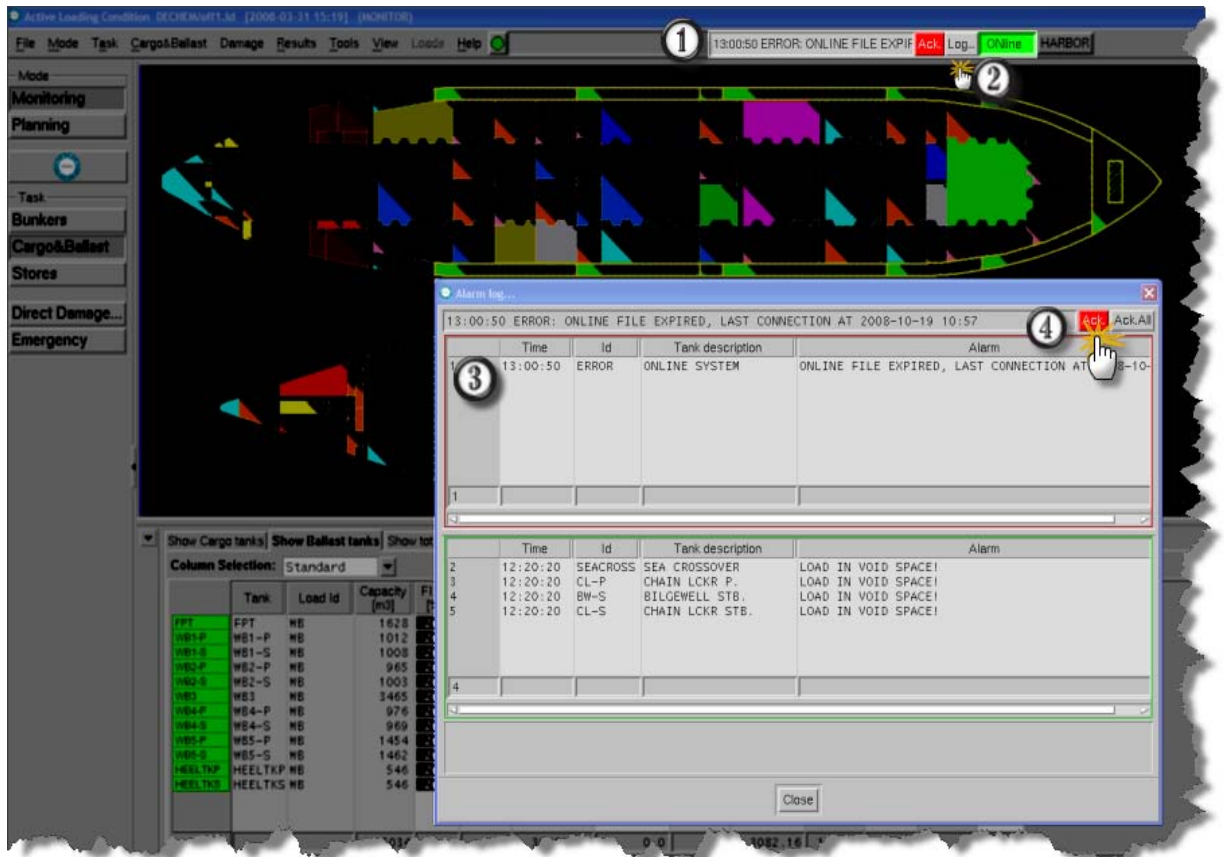 Active Loading Condition DECHEM/off1.ld [2008-03-31 15:19] (MONITOR)
File Mode Task Cargo&Ballast Damage Results Tools View Loads Help
1 13:00:50 ERROR: ONLINE FILE EXPIF Ack. Log... ONline HARBOR
2
Mode
Monitoring
Planning
Task
Bunkers
Cargo&Ballast
Stores
Direct Damage...
Emergency
Alarm log...
13:00:50 ERROR: ONLINE FILE EXPIRED, LAST CONNECTION AT 2008-10-19 10:57 4 Ack. Ack.All
Time Id Tank description Alarm
1 3 13:00:50 ERROR ONLINE SYSTEM ONLINE FILE EXPIRED, LAST CONNECTION AT 8-10-
1
Time Id Tank description Alarm
2 12:20:20 SEACROSS SEA CROSSOVER LOAD IN VOID SPACE!
3 12:20:20 CL-P CHAIN LCKR P. LOAD IN VOID SPACE!
4 12:20:20 BW-S BILGEWELL STB. LOAD IN VOID SPACE!
5 12:20:20 CL-S CHAIN LCKR STB. LOAD IN VOID SPACE!
4
Close
Show Cargo tanks Show Ballast tanks Show tot
Column Selection: Standard
Tank Load Id Capacity [m3]
FPT FPT WB 1628
WB1-P WB1-P WB 1012
WB1-S WB1-S WB 1008
WB2-P WB2-P WB 965
WB2-S WB2-S WB 1003
WB3 WB3 WB 3465
WB4-P WB4-P WB 976
WB4-S WB4-S WB 969
WB5-P WB5-P WB 1454
WB5-S WB5-S WB 1462
HEELTKP HEELTKP WB 546
HEELTKS HEELTKS WB 546
0.0 3082.16